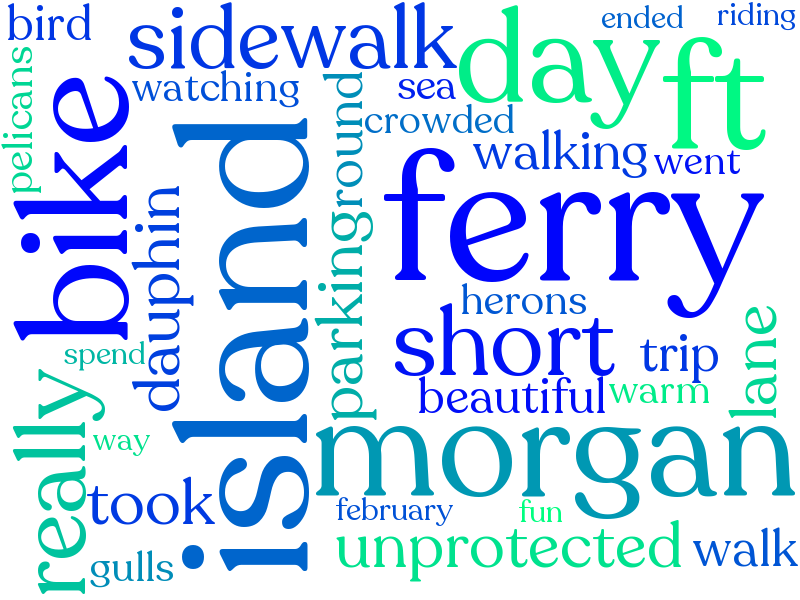 bird
sidewalk
ended
riding
day
ft
pelicans
watching
sea
crowded
walking
went
bike
island
round
ferry
dauphin
parking
herons
short
trip
lane
spend
beautiful
warm
really
way
morgan
took
february
fun
gulls
unprotected
walk